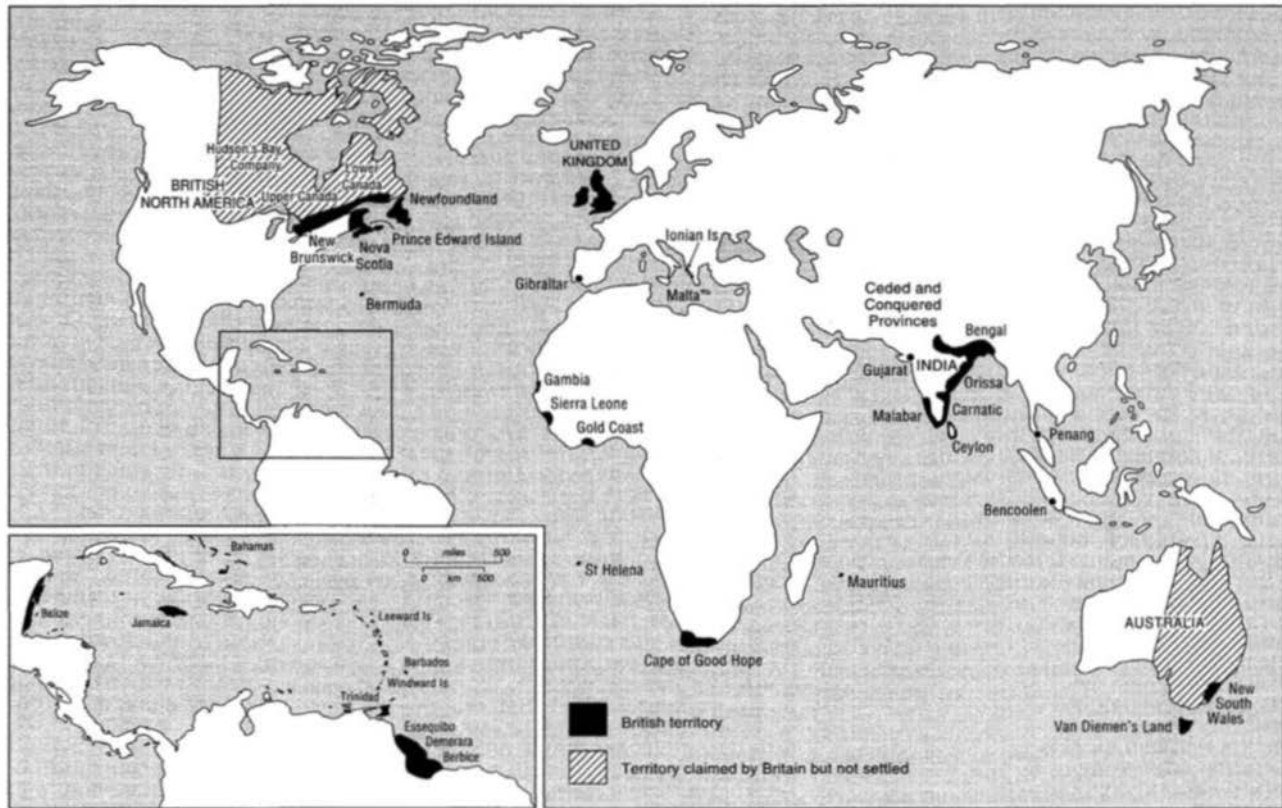 Hudson's Bay
Company
BRITISH
NORTH AMERICA
Upper Canada
Lower
Canada
Newfoundland
Prince Edward Island
New
Brunswick
Nova
Scotia
Bermuda
UNITED
KINGDOM
Ionian Is
Gibraltar
Malta
Ceded and
Conquered
Provinces
Bengal
Gujarat
INDIA
Orissa
Malabar
Carnatic
Ceylon
Penang
Bencoolen
Gambia
Sierra Leone
Gold Coast
St Helena
Mauritius
Cape of Good Hope
AUSTRALIA
New
South
Wales
Van Diemen's Land
Bahamas
0 miles 500
0 km 500
Belize
Jamaica
Leeward Is
Barbados
Windward Is
Trinidad
Essequibo
Demerara
Berbice
British territory
Territory claimed by Britain but not settled